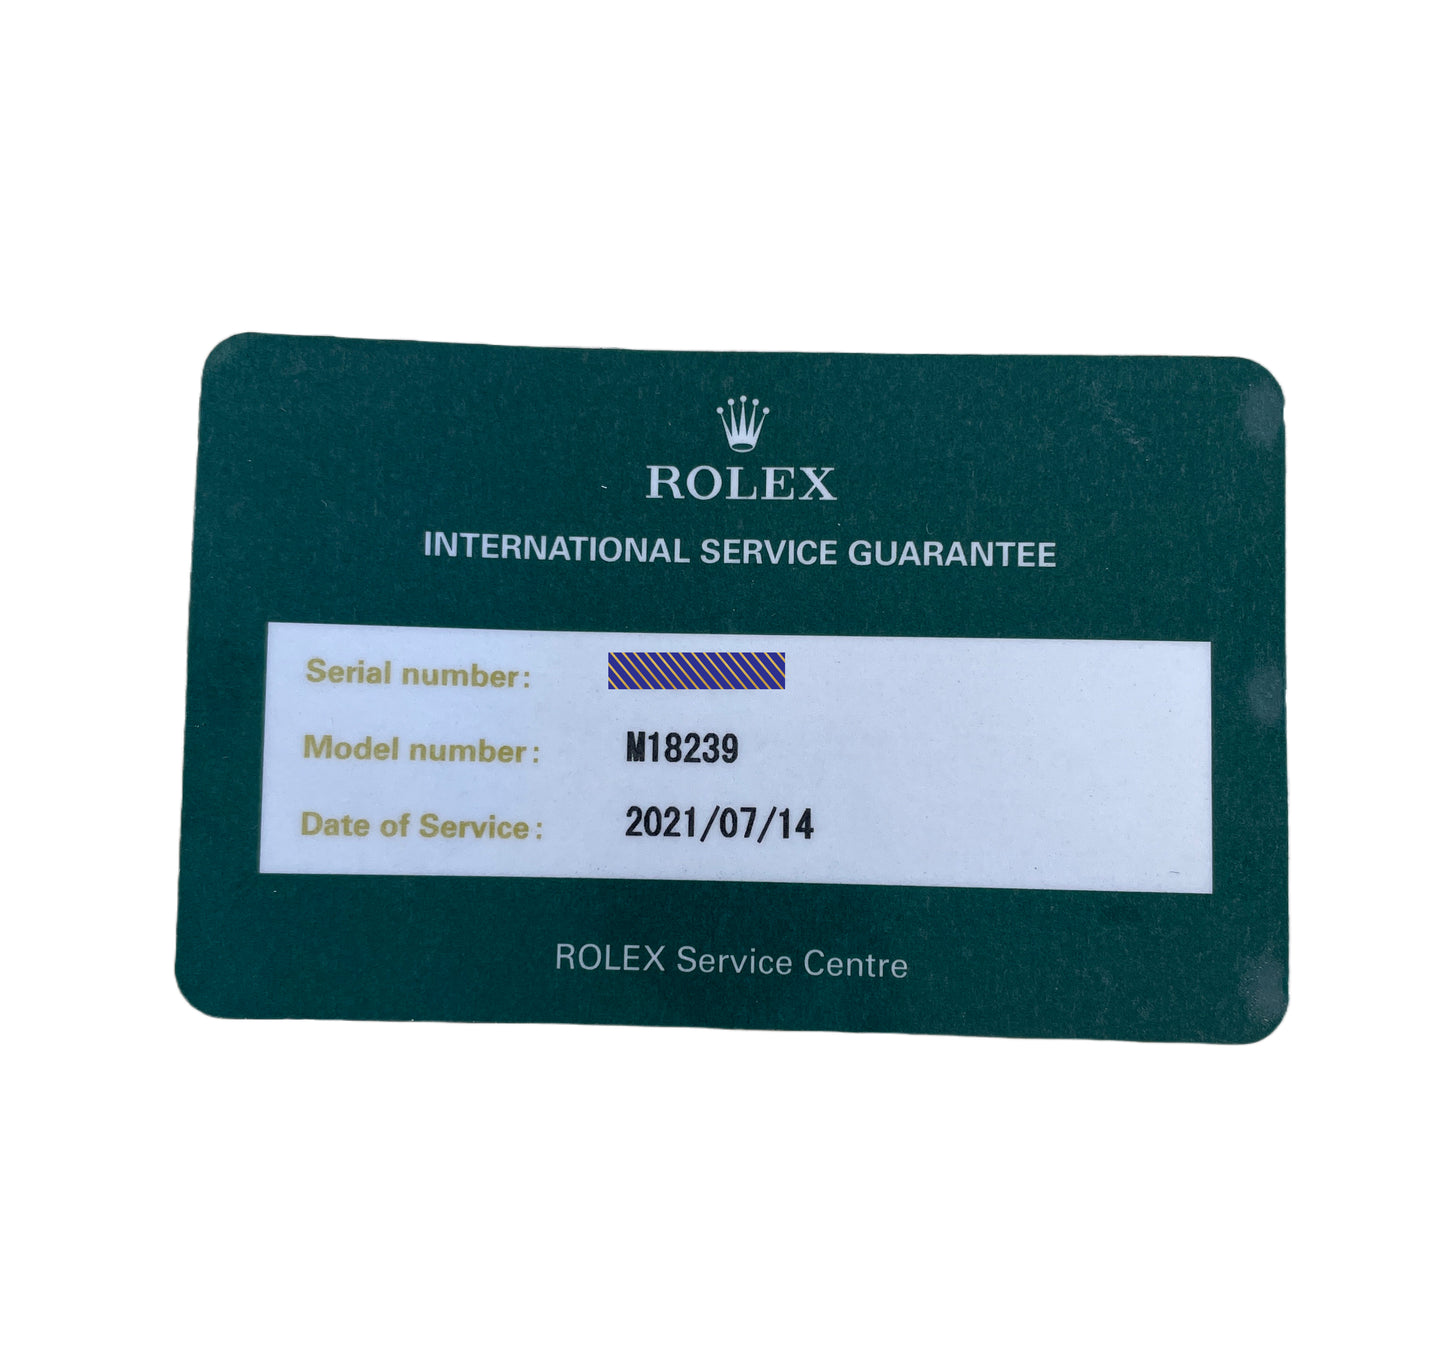 ROLEX
INTERNATIONAL SERVICE GUARANTEE
Serial number:
Model number: M18239
Date of Service: 2021/07/14
ROLEX Service Centre